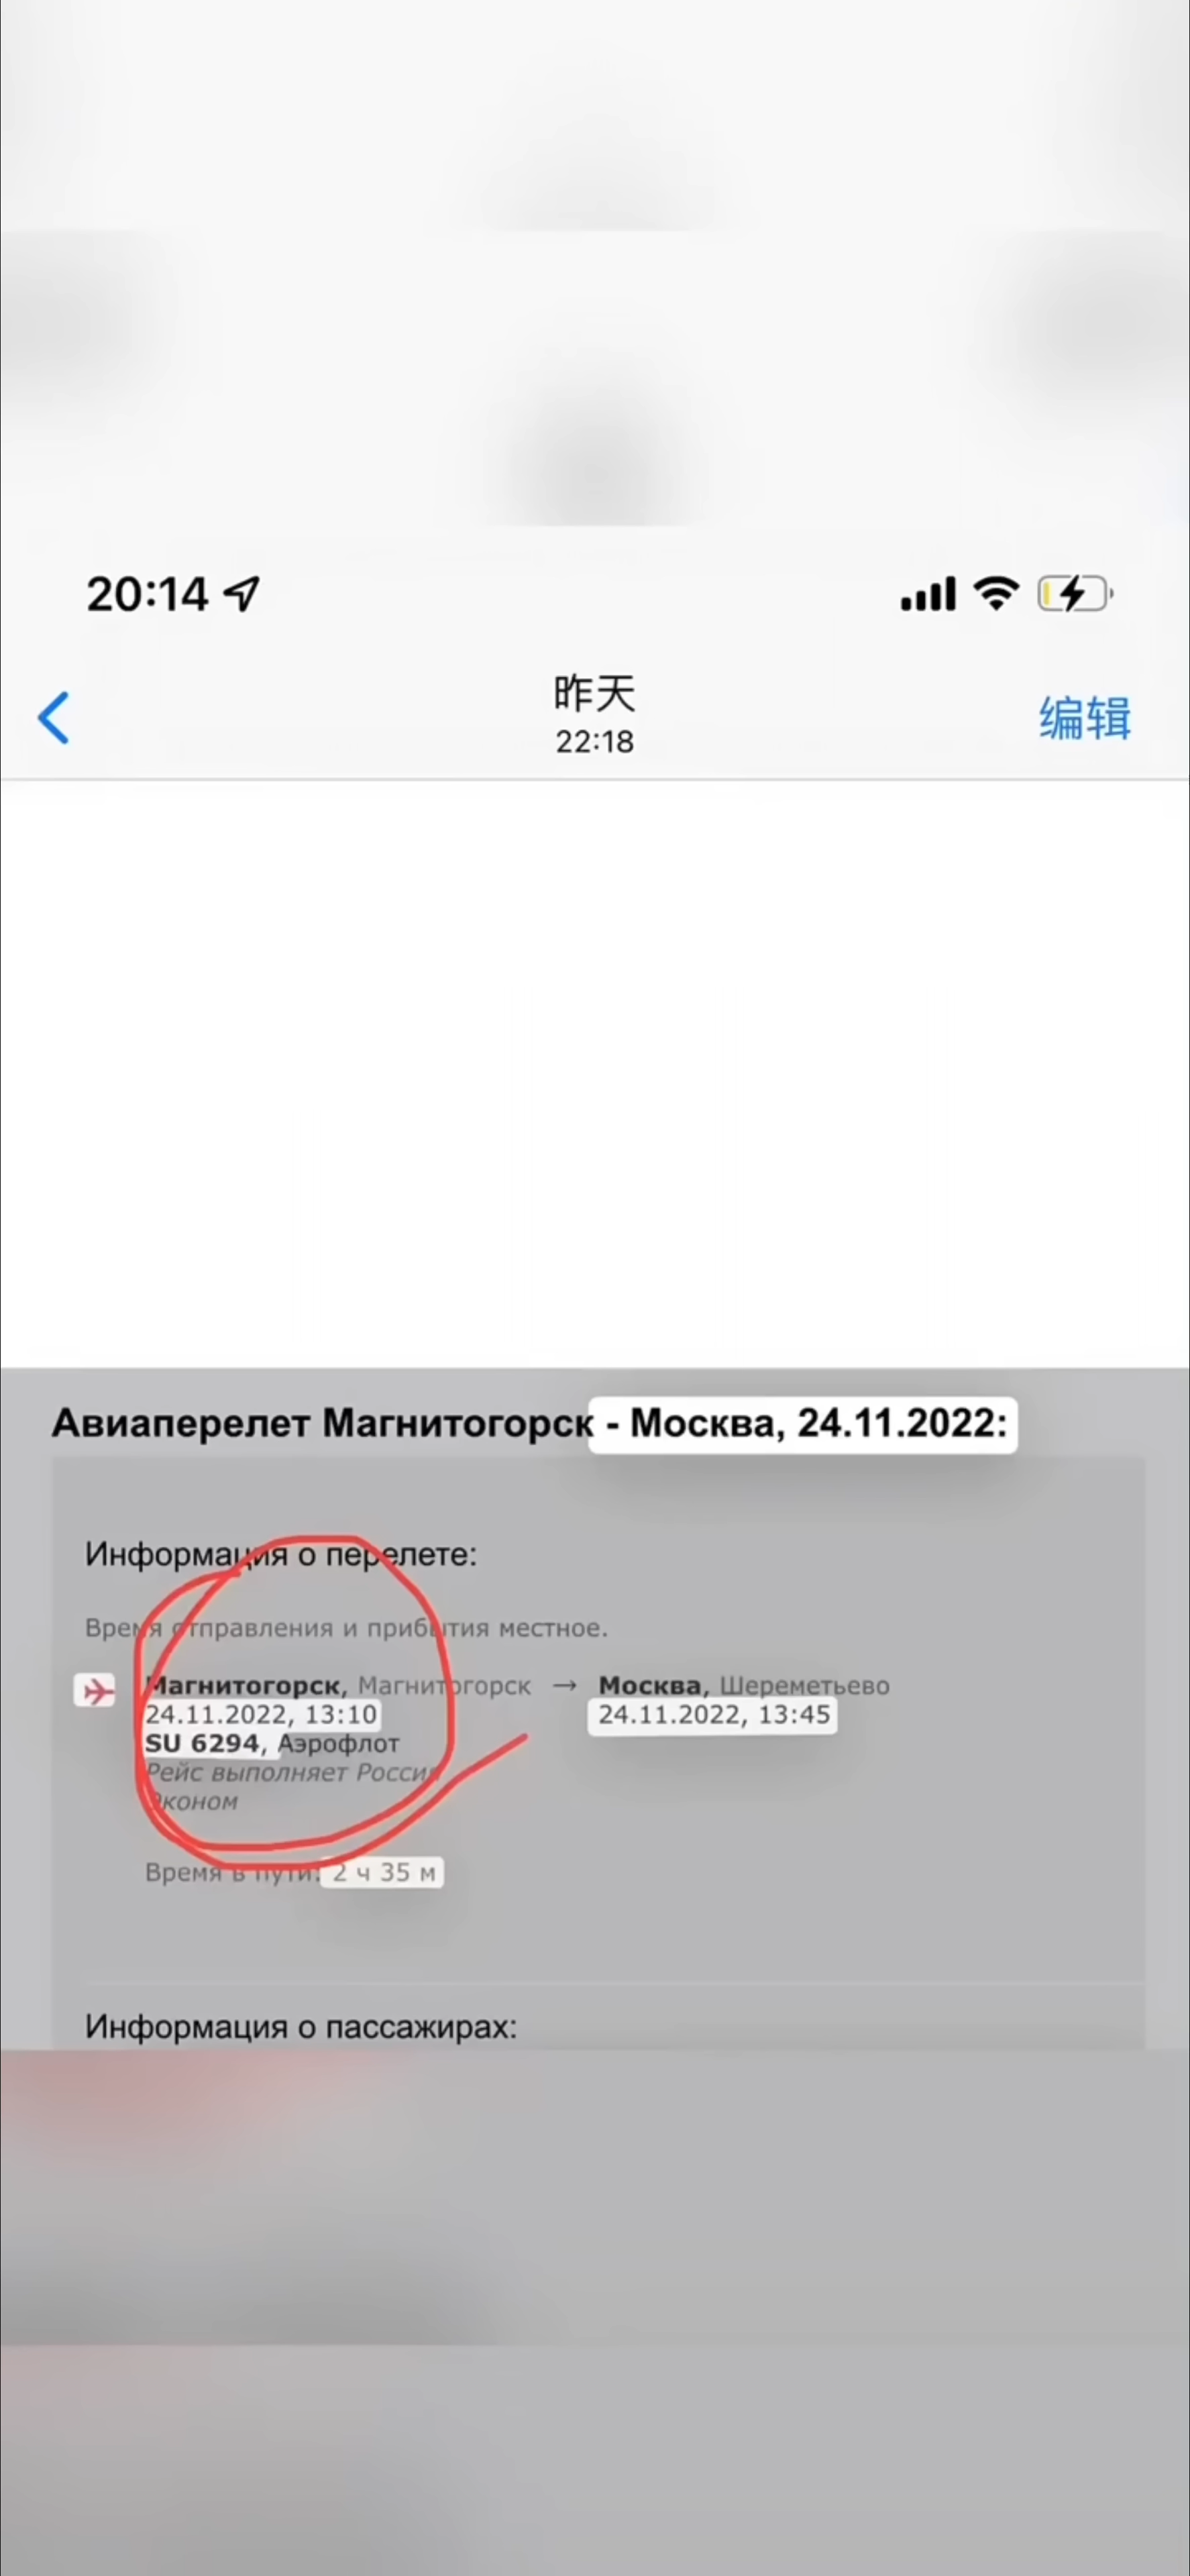 20:14
昨天
22:18
编辑
Авиаперелет Магнитогорск - Москва, 24.11.2022:
Информация о перелете:
Время отправления и прибытия местное.
Магнитогорск, Магнитогорск → Москва, Шереметьево
24.11.2022, 13:10 24.11.2022, 13:45
SU 6294, Аэрофлот
Рейс выполняет Россия
Эконом
Время в пути: 2 ч 35 м
Информация о пассажирах: